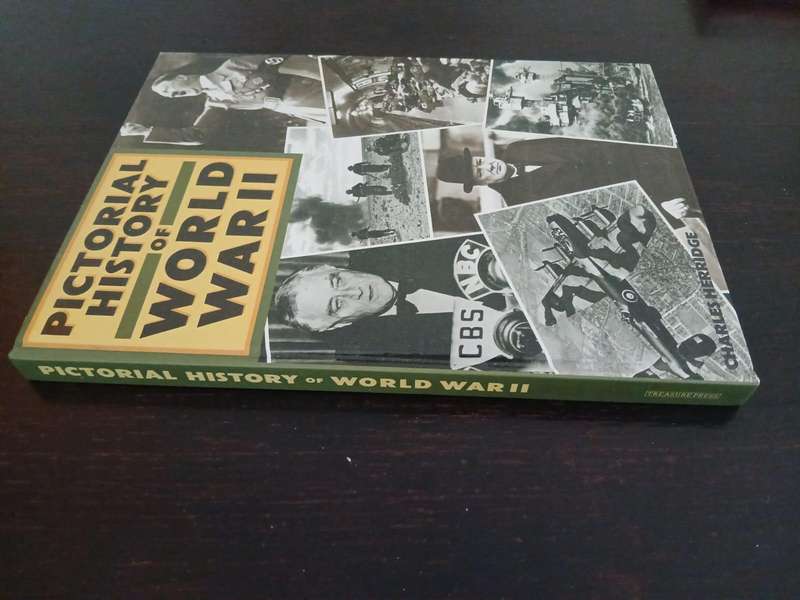 PICTORIAL
HISTORY
OF
WORLD
WAR II
NBC
CBS
CHARLES HERRIDGE
PICTORIAL HISTORY OF WORLD WAR II
TREASURE PRESS